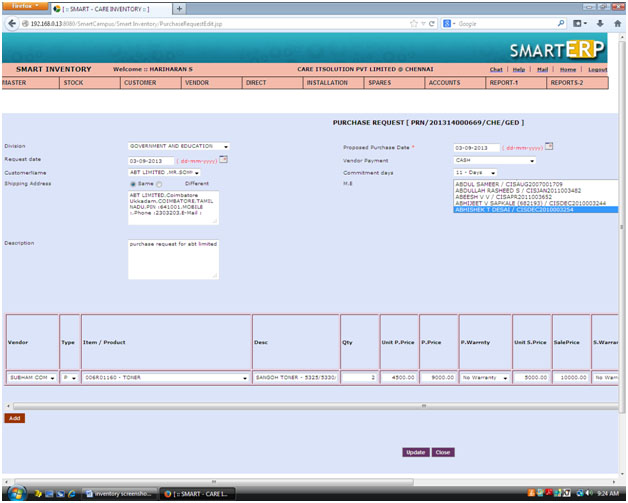 firefox
[ :: SMART - CARE INVENTORY :: ]
192.168.0.13:8080/SmartCampus/Smart Inventory/PurchaseRequestEdit.jsp
Google
SMART ERP
SMART INVENTORY Welcome :: HARIHARAN S CARE ITSOLUTION PVT LIMITED @ CHENNAI Chat | Help | Mail | Home | Logout
MASTER STOCK CUSTOMER VENDOR DIRECT INSTALLATION SPARES ACCOUNTS REPORT-1 REPORTS-2
PURCHASE REQUEST [ PRN/201314000669/CHE/GED ]
Division GOVERNMENT AND EDUCATION Proposed Purchase Date * 03-09-2013 ( dd-mm-yyyy)
Request date 03-09-2013 ( dd-mm-yyyy) Vendor Payment CASH
CustomerName ABT LIMITED ,MR.SOM Commitment days 11 - Days
Shipping Address Same Different M.E
ABT LIMITED,Coimbatore
Ukkadam,COIMBATORE,TAMIL
NADU.PIN :641001.MOBILE
:.Phone :2303203.E-Mail :
ABDUL SAMEER / CISAUG2007001709
ABDULLAH RASHEED S / CISJAN2011003482
ABEESH V V / CISAPR2011003652
ABHIJEET V SAPKALE (682193) / CISDEC2010003244
ABHISHEK T DESAI / CISDEC2010003254
Description purchase request for abt limited
Vendor Type Item / Product Desc Qty Unit P.Price P.Price P.Warrnty Unit S.Price SalePrice S.Warra
SUBHAM COM P 006R01160 - TONER SANGOH TONER - 5325/5330/ 2 4500.00 9000.00 No Warrenty 5000.00 10000.00 No Warr
Add
Update Close
inventory screensho... [ :: SMART - CARE I... 9:24 AM